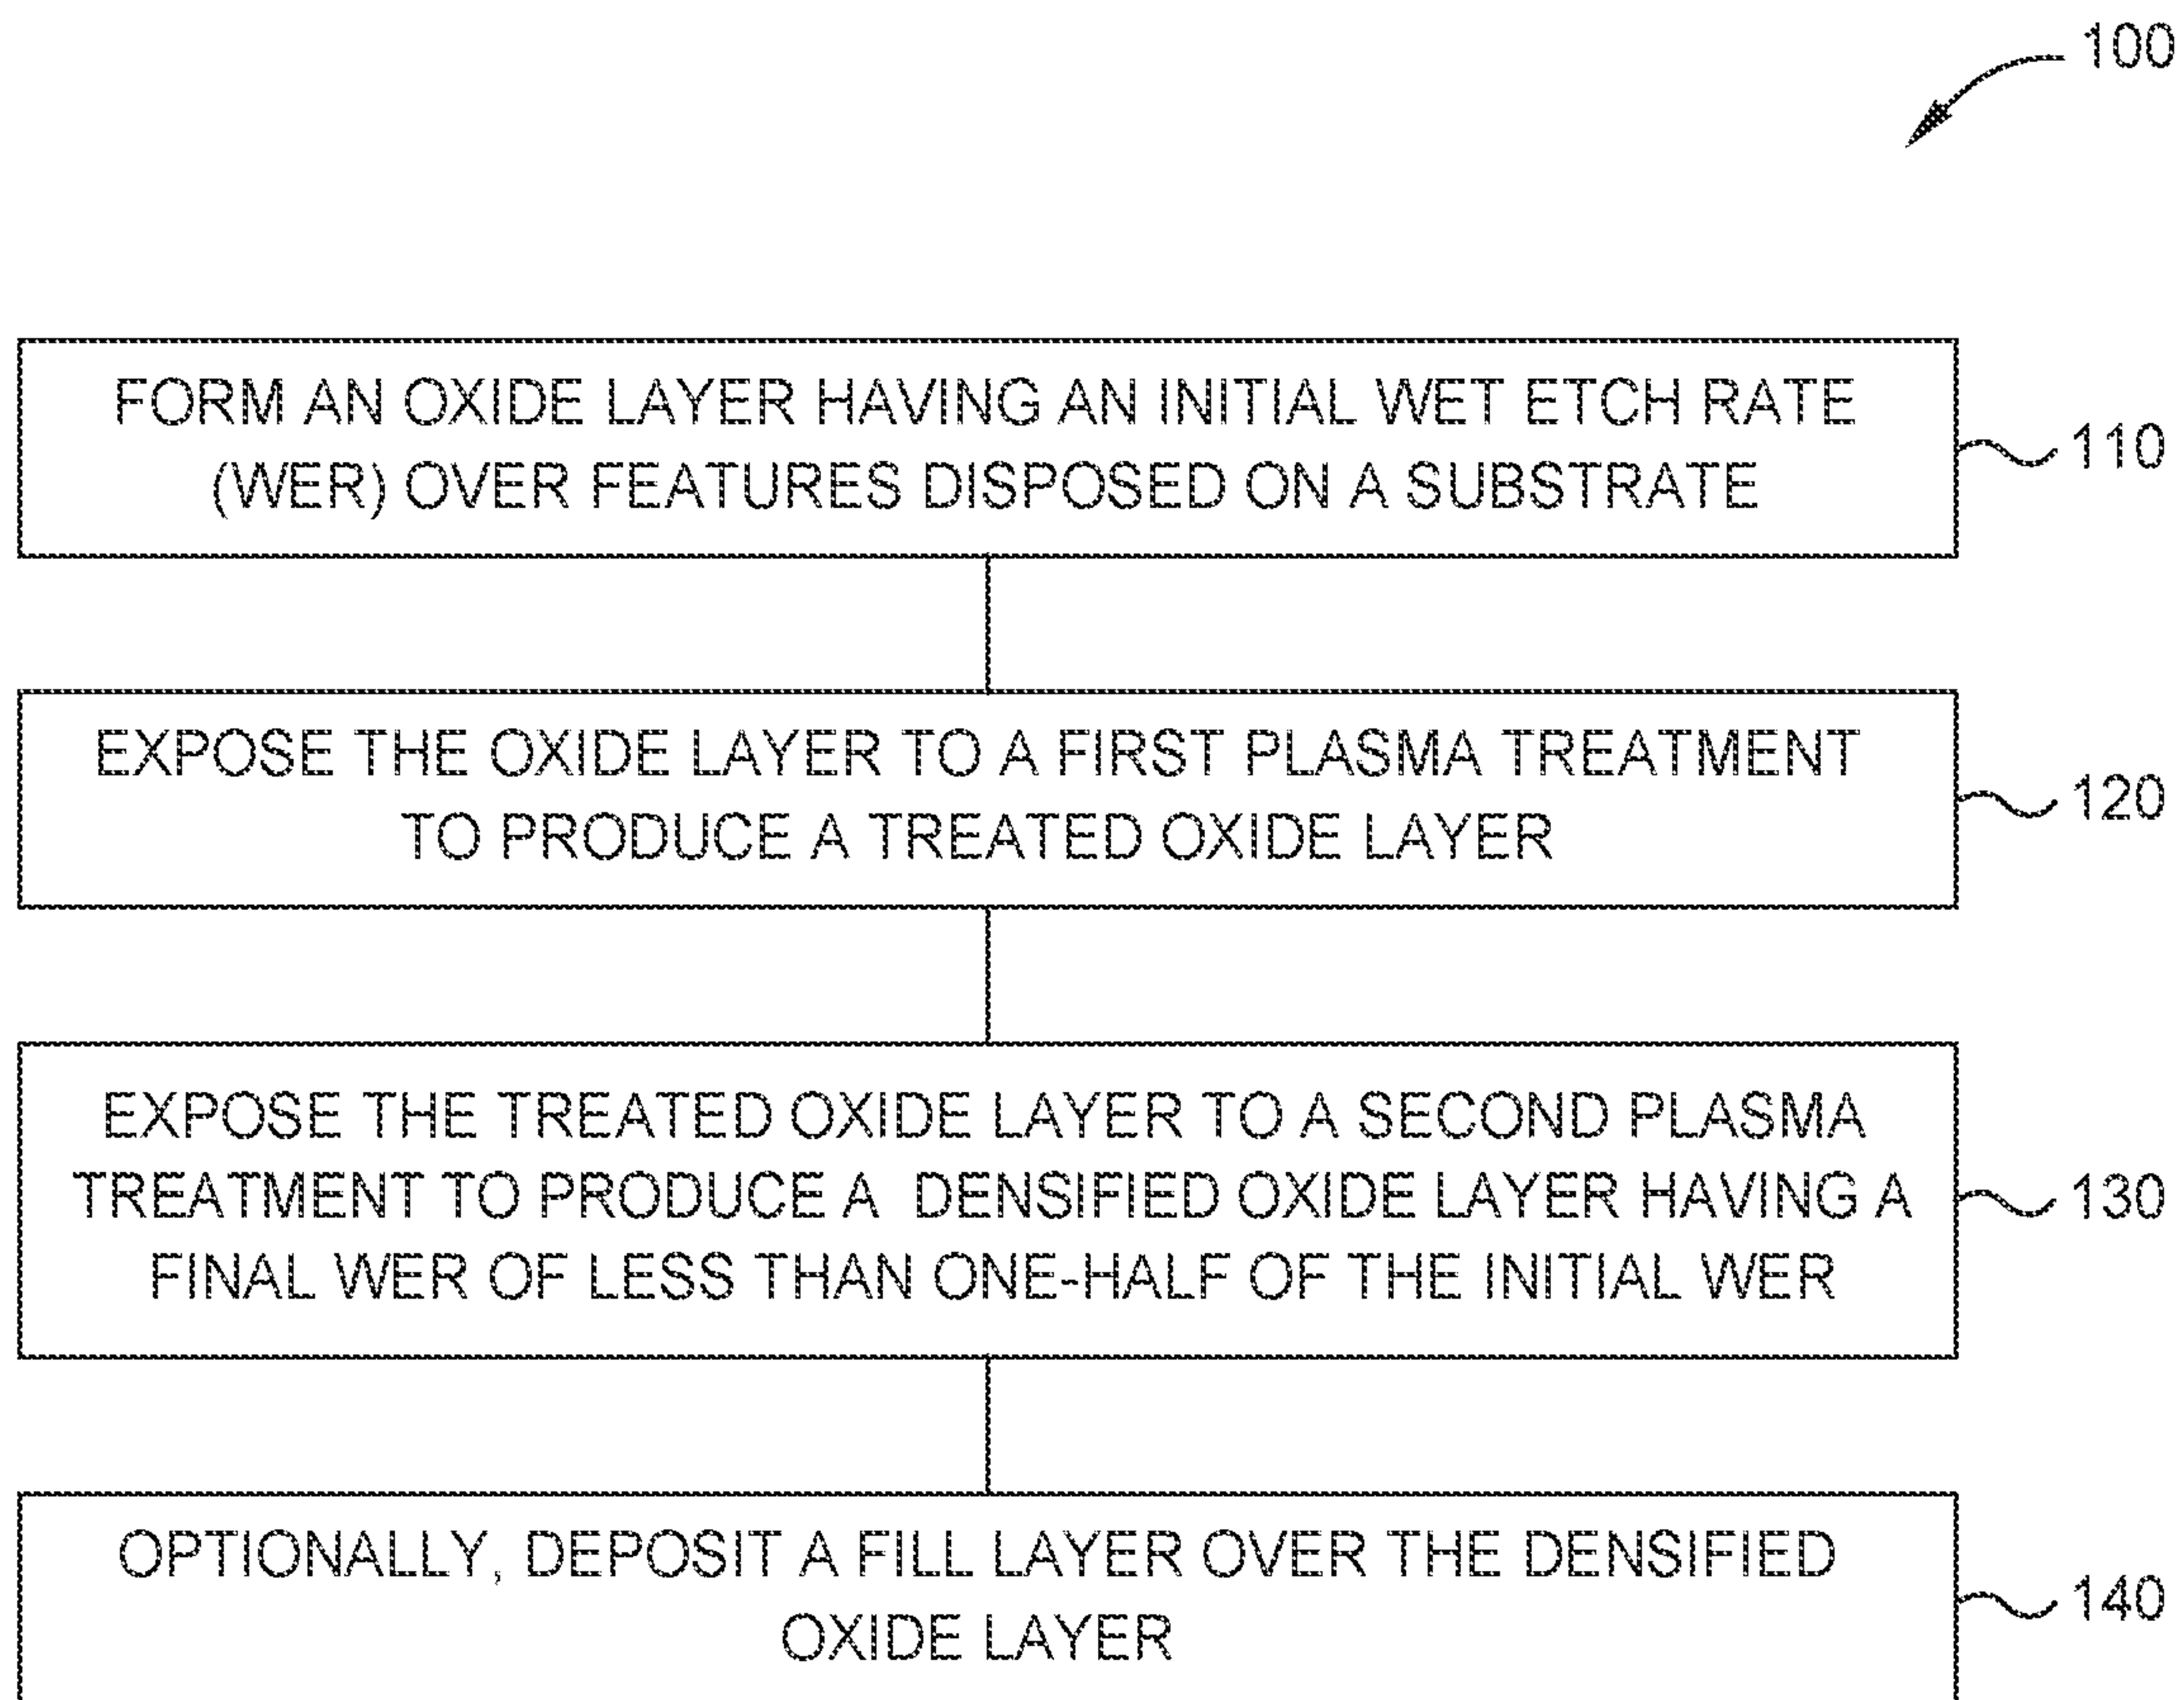 100
FORM AN OXIDE LAYER HAVING AN INITIAL WET ETCH RATE
(WER) OVER FEATURES DISPOSED ON A SUBSTRATE
110
EXPOSE THE OXIDE LAYER TO A FIRST PLASMA TREATMENT
TO PRODUCE A TREATED OXIDE LAYER
120
EXPOSE THE TREATED OXIDE LAYER TO A SECOND PLASMA
TREATMENT TO PRODUCE A DENSIFIED OXIDE LAYER HAVING A
FINAL WER OF LESS THAN ONE-HALF OF THE INITIAL WER
130
OPTIONALLY, DEPOSIT A FILL LAYER OVER THE DENSIFIED
OXIDE LAYER
140